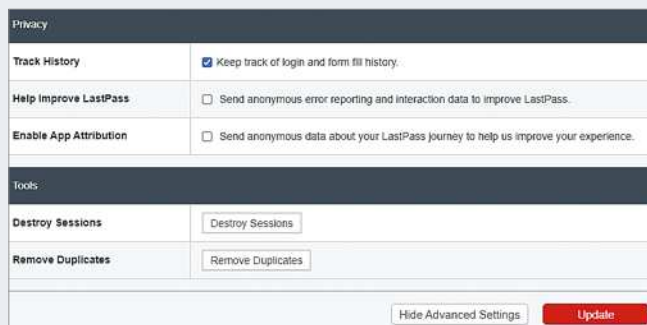 Privacy
Track History Keep track of login and form fill history.
Help Improve LastPass Send anonymous error reporting and interaction data to improve LastPass.
Enable App Attribution Send anonymous data about your LastPass journey to help us improve your experience.
Tools
Destroy Sessions Destroy Sessions
Remove Duplicates Remove Duplicates
Hide Advanced Settings Update